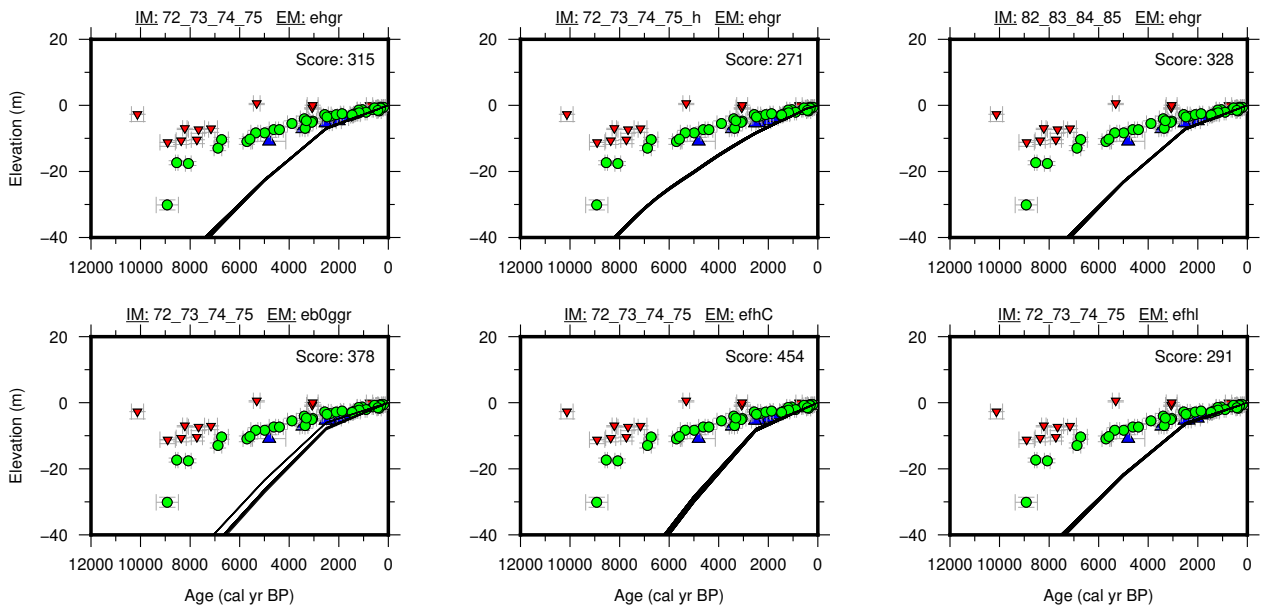 IM: 72_73_74_75 EM: ehgr
IM: 72_73_74_75_h EM: ehgr
IM: 82_83_84_85 EM: ehgr
20
Score: 315
20
Score: 271
20
Score: 328
Elevation (m)
0
0
0
−20
−20
−20
−40
−40
−40
12000 10000 8000 6000 4000 2000 0
12000 10000 8000 6000 4000 2000 0
12000 10000 8000 6000 4000 2000 0
IM: 72_73_74_75 EM: eb0ggr
IM: 72_73_74_75 EM: efhC
IM: 72_73_74_75 EM: efhl
20
Score: 378
20
Score: 454
20
Score: 291
Elevation (m)
0
0
0
−20
−20
−20
−40
−40
−40
12000 10000 8000 6000 4000 2000 0
12000 10000 8000 6000 4000 2000 0
12000 10000 8000 6000 4000 2000 0
Age (cal yr BP)
Age (cal yr BP)
Age (cal yr BP)